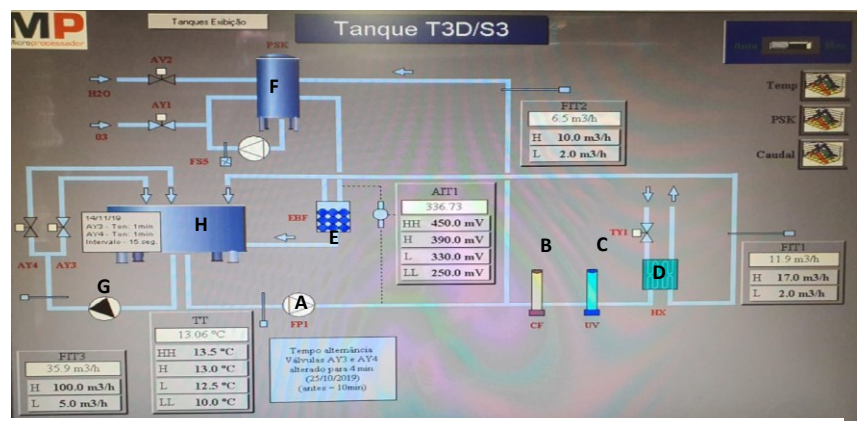 MP
Microprocessador
Tanques Exibição
Tanque T3D/S3
Auto
AY2
PSK
F
H2O
AY1
03
FS5
Temp
PSK
Caudal
FIT2
6.5 m3/h
H 10.0 m3/h
L 2.0 m3/h
14/11/19
AY3 - Ton: 1min
AY4 - Ton: 1min
Intervalo - 15 seg.
H
EBF
E
AIT1
336.73
HH 450.0 mV
H 390.0 mV
L 330.0 mV
LL 250.0 mV
TY1
B
C
D
FIT1
11.9 m3/h
H 17.0 m3/h
L 2.0 m3/h
AY4
AY3
G
A
FP1
CF
UV
HX
TT
13.06 °C
HH 13.5 °C
H 13.0 °C
L 12.5 °C
LL 10.0 °C
Tempo alternância
Válvulas AY3 e AY4
alterado para 4 min
(25/10/2019)
(antes = 10min)
FIT3
35.9 m3/h
H 100.0 m3/h
L 5.0 m3/h